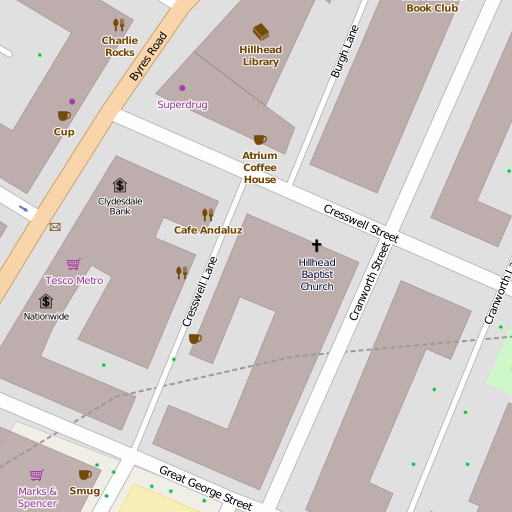 Book Club
Charlie
Rocks
Byres Road
Hillhead
Library
Burgh Lane
Superdrug
Cup
Atrium
Coffee
House
Clydesdale
Bank
Cafe Andaluz
Cresswell Street
Hillhead
Baptist
Church
Tesco Metro
Cresswell Lane
Cranworth Street
Nationwide
Marks &
Spencer
Smug
Great George Street